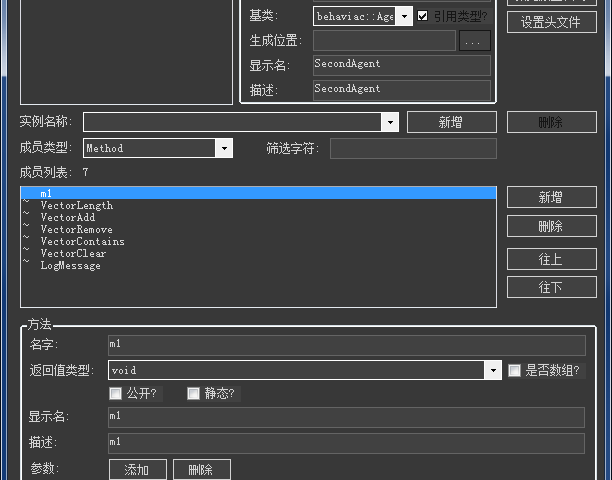 基类: behaviac::Age 引用类型?
设置头文件
生成位置: ...
显示名: SecondAgent
描述: SecondAgent
实例名称: 新增 删除
成员类型: Method 筛选字符:
成员列表: 7
m1
~ VectorLength
~ VectorAdd
~ VectorRemove
~ VectorContains
~ VectorClear
~ LogMessage
新增
删除
往上
往下
方法
名字: m1
返回值类型: void 是否数组?
公开? 静态?
显示名: m1
描述: m1
参数: 添加 删除